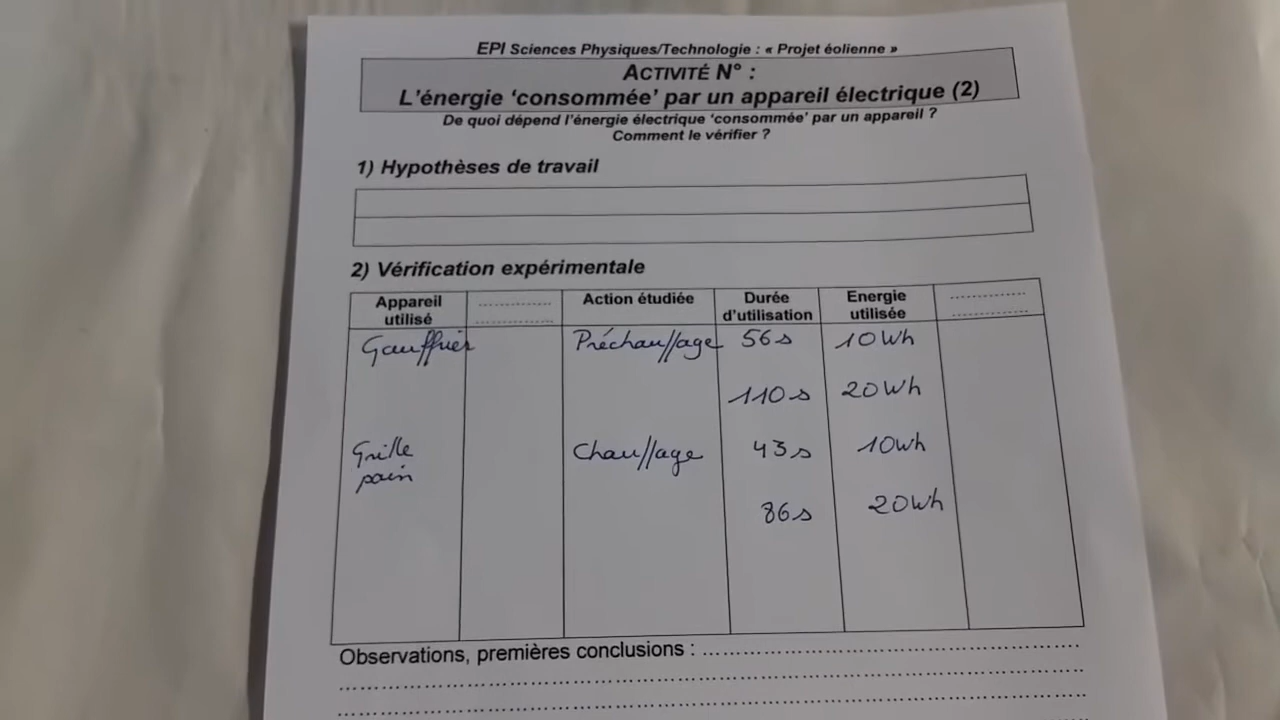 EPI Sciences Physiques/Technologie : « Projet éolienne »
ACTIVITÉ N° :
L'énergie 'consommée' par un appareil électrique (2)
De quoi dépend l'énergie électrique 'consommée' par un appareil ?
Comment le vérifier ?
1) Hypothèses de travail
2) Vérification expérimentale
Appareil utilisé ............... Action étudiée Durée d'utilisation Energie utilisée ...............
Gauffrier Préchauffage 56s 10Wh
110s 20Wh
Grille pain Chauffage 43s 10Wh
86s 20Wh
Observations, premières conclusions : ...............